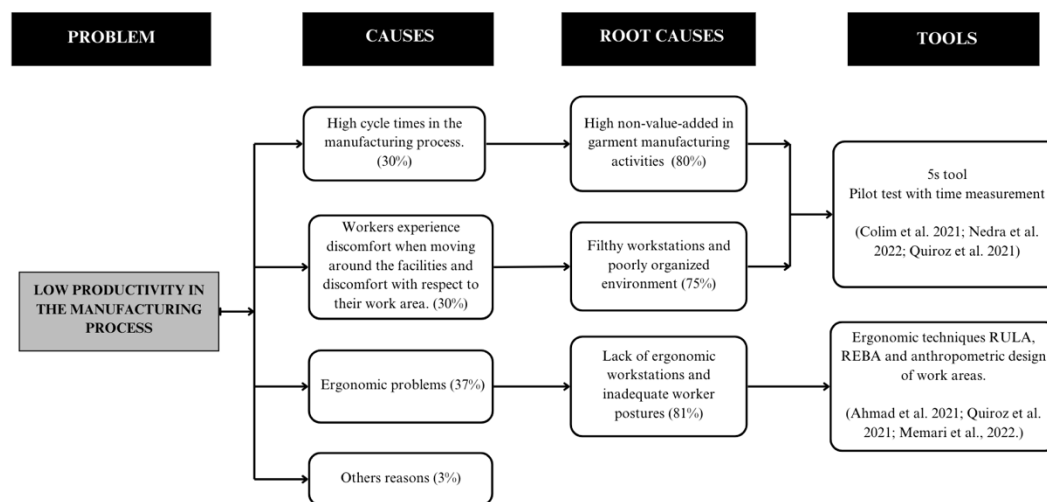 PROBLEM
CAUSES
ROOT CAUSES
TOOLS
LOW PRODUCTIVITY IN
THE MANUFACTURING
PROCESS
High cycle times in the
manufacturing process.
(30%)
Workers experience
discomfort when moving
around the facilities and
discomfort with respect to
their work area. (30%)
Ergonomic problems (37%)
Others reasons (3%)
High non-value-added in
garment manufacturing
activities (80%)
Filthy workstations and
poorly organized
environment (75%)
Lack of ergonomic
workstations and
inadequate worker
postures (81%)
5s tool
Pilot test with time measurement
(Colim et al. 2021; Nedra et al.
2022; Quiroz et al. 2021)
Ergonomic techniques RULA,
REBA and anthropometric design
of work areas.
(Ahmad et al. 2021; Quiroz et al.
2021; Memari et al., 2022.)